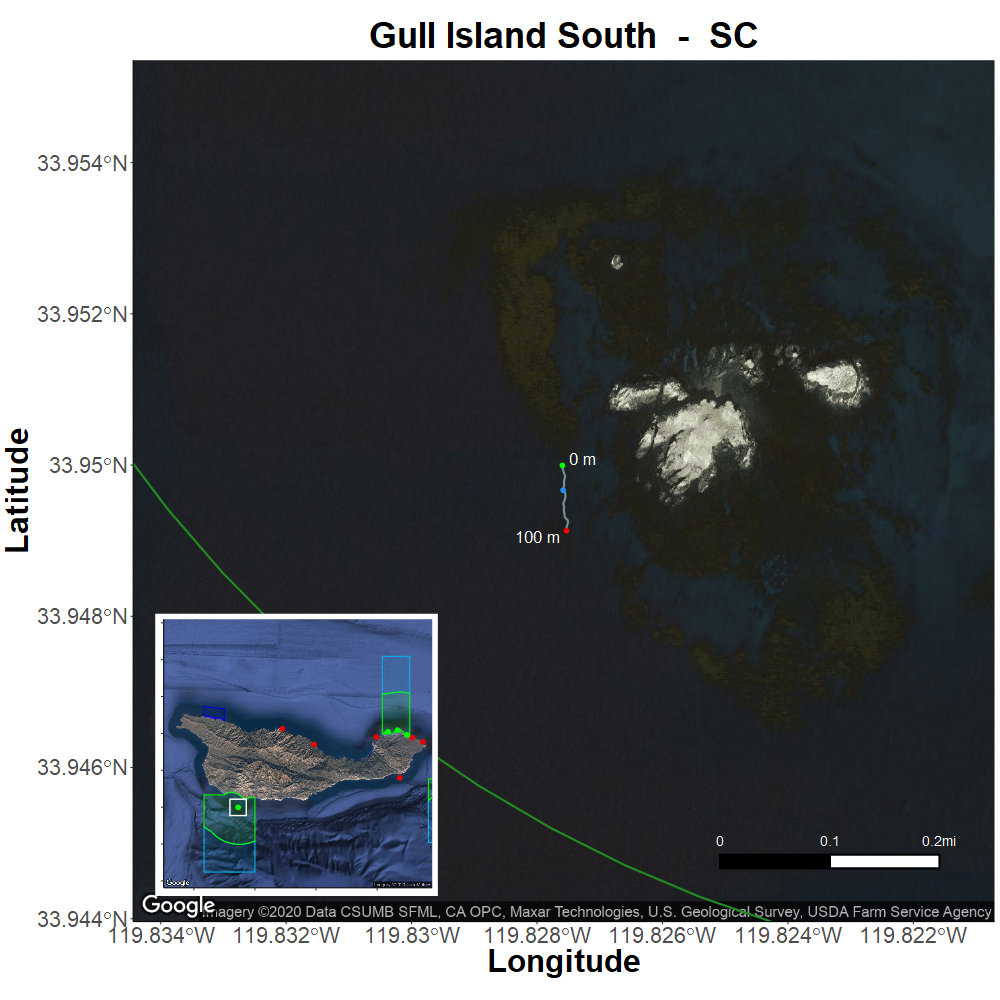 Gull Island South - SC
Latitude
33.954°N
33.952°N
33.95°N
33.948°N
33.946°N
33.944°N
0 m
100 m
0 0.1 0.2mi
Google
Google
Imagery ©2020 Data CSUMB SFML, CA OPC, Maxar Technologies, U.S. Geological Survey, USDA Farm Service Agency
119.834°W 119.832°W 119.83°W 119.828°W 119.826°W 119.824°W 119.822°W
Longitude